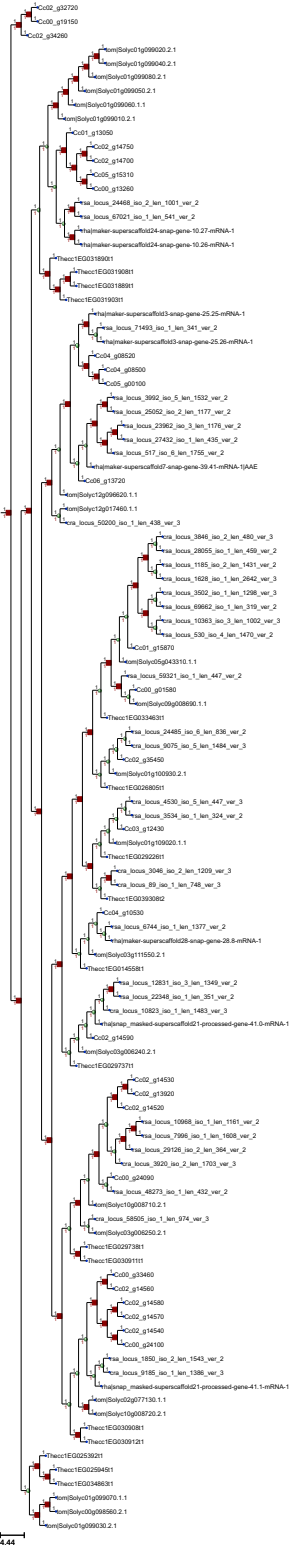 Cc02_g32720
Cc00_g19150
Cc02_g34260
tom|Solyc01g099020.2.1
tom|Solyc01g099040.2.1
tom|Solyc01g099080.2.1
tom|Solyc01g099050.2.1
tom|Solyc01g099060.1.1
tom|Solyc01g099010.2.1
Cc01_g13050
Cc02_g14750
Cc02_g14700
Cc05_g15310
Cc00_g13260
rsa_locus_24468_iso_2_len_1001_ver_2
rsa_locus_67021_iso_1_len_541_ver_2
rha|maker-superscaffold24-snap-gene-10.27-mRNA-1
rha|maker-superscaffold24-snap-gene-10.26-mRNA-1
Thecc1EG031890t1
Thecc1EG031908t1
Thecc1EG031889t1
Thecc1EG031903t1
rha|maker-superscaffold3-snap-gene-25.25-mRNA-1
rsa_locus_71493_iso_1_len_341_ver_2
rha|maker-superscaffold3-snap-gene-25.26-mRNA-1
Cc04_g08520
Cc04_g08500
Cc05_g00100
rsa_locus_3992_iso_5_len_1532_ver_2
rsa_locus_25052_iso_2_len_1177_ver_2
rsa_locus_23962_iso_3_len_1176_ver_2
rsa_locus_27432_iso_1_len_435_ver_2
rsa_locus_517_iso_6_len_1755_ver_2
rha|maker-superscaffold7-snap-gene-39.41-mRNA-1|AAE
Cc06_g13720
tom|Solyc12g096620.1.1
tom|Solyc12g017460.1.1
cra_locus_50200_iso_1_len_438_ver_3
cra_locus_3846_iso_2_len_480_ver_3
rsa_locus_28055_iso_1_len_459_ver_2
rsa_locus_1185_iso_2_len_1431_ver_2
cra_locus_1628_iso_1_len_2642_ver_3
cra_locus_3502_iso_1_len_1298_ver_3
rsa_locus_69662_iso_1_len_319_ver_2
cra_locus_10363_iso_3_len_1002_ver_3
rsa_locus_530_iso_4_len_1470_ver_2
Cc01_g15870
tom|Solyc05g043310.1.1
rsa_locus_59321_iso_1_len_447_ver_2
Cc00_g01580
tom|Solyc09g008690.1.1
Thecc1EG033463t1
rsa_locus_24485_iso_6_len_836_ver_2
cra_locus_9075_iso_5_len_1484_ver_3
Cc02_g35450
tom|Solyc01g100930.2.1
Thecc1EG026805t1
cra_locus_4530_iso_5_len_447_ver_3
rsa_locus_3534_iso_1_len_324_ver_2
Cc03_g12430
tom|Solyc01g109020.1.1
Thecc1EG029226t1
cra_locus_3046_iso_2_len_1209_ver_3
cra_locus_89_iso_1_len_748_ver_3
Thecc1EG039308t2
Cc04_g10530
rsa_locus_6744_iso_1_len_1377_ver_2
rha|maker-superscaffold28-snap-gene-28.8-mRNA-1
tom|Solyc03g111550.2.1
Thecc1EG014558t1
rsa_locus_12831_iso_3_len_1349_ver_2
rsa_locus_22348_iso_1_len_351_ver_2
cra_locus_10823_iso_1_len_1483_ver_3
rha|snap_masked-superscaffold21-processed-gene-41.0-mRNA-1
Cc02_g14590
tom|Solyc03g006240.2.1
Thecc1EG029737t1
Cc02_g14530
Cc02_g13920
Cc02_g14520
rsa_locus_10968_iso_1_len_1161_ver_2
rsa_locus_7996_iso_1_len_1608_ver_2
rsa_locus_29126_iso_2_len_364_ver_2
cra_locus_3920_iso_2_len_1703_ver_3
Cc00_g24090
rsa_locus_48273_iso_1_len_432_ver_2
tom|Solyc10g008710.2.1
cra_locus_58505_iso_1_len_974_ver_3
tom|Solyc03g006250.2.1
Thecc1EG029738t1
Thecc1EG030911t1
Cc00_g33460
Cc02_g14560
Cc02_g14580
Cc02_g14570
Cc02_g14540
Cc00_g24100
rsa_locus_1850_iso_2_len_1543_ver_2
cra_locus_9185_iso_1_len_1386_ver_3
rha|snap_masked-superscaffold21-processed-gene-41.1-mRNA-1
tom|Solyc02g077130.1.1
tom|Solyc10g008720.2.1
Thecc1EG030908t1
Thecc1EG030912t1
Thecc1EG025392t1
Thecc1EG025945t1
Thecc1EG034863t1
tom|Solyc01g099070.1.1
tom|Solyc00g098560.2.1
tom|Solyc01g099030.2.1
4.44